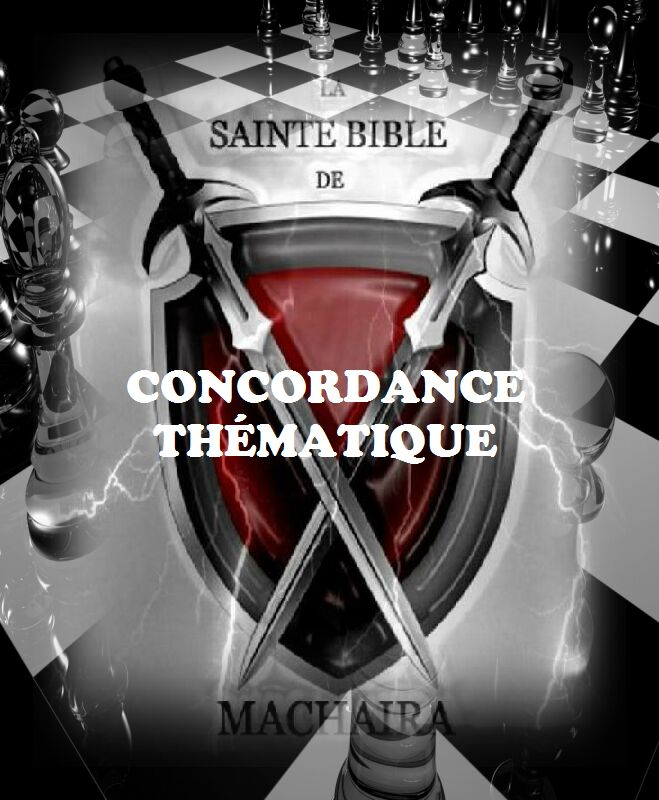 LA
SAINTE BIBLE
DE
CONCORDANCE
THÉMATIQUE
MACHAIRA